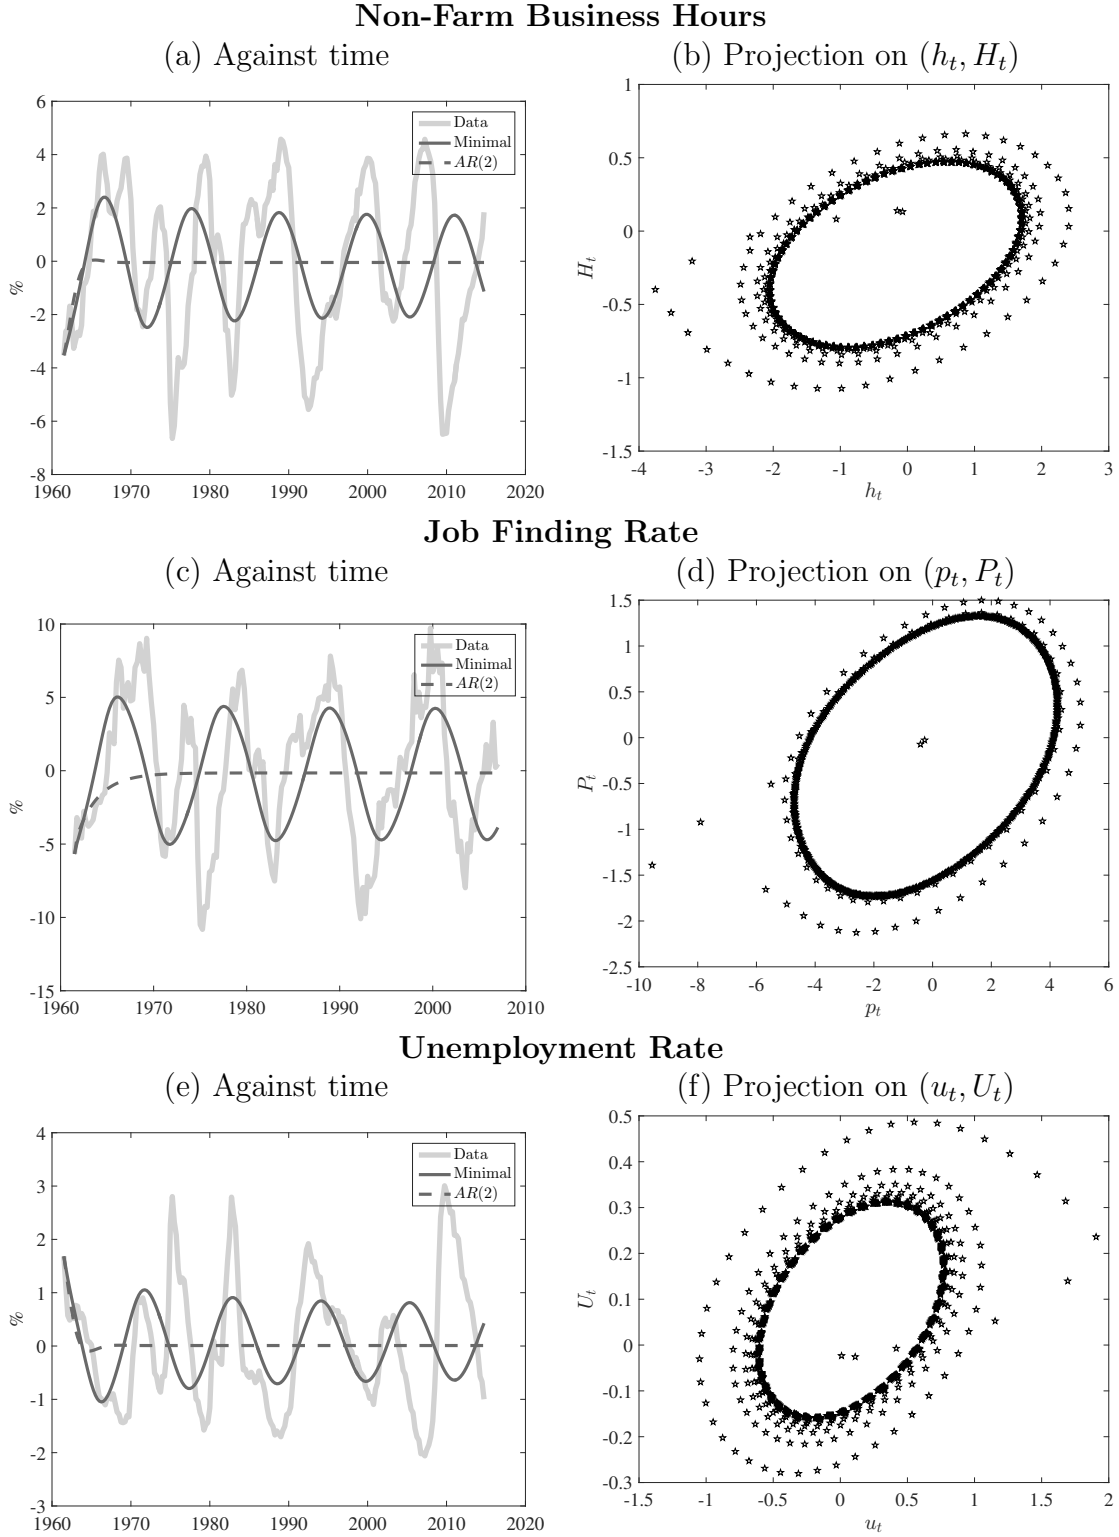 Non-Farm Business Hours
(a) Against time
(b) Projection on (h_t, H_t)
6
4
2
0
-2
-4
-6
-8
%
Data
Minimal
AR(2)
1960 1970 1980 1990 2000 2010 2020
1
0.5
0
-0.5
-1
-1.5
H_t
-4 -3 -2 -1 0 1 2 3
h_t
Job Finding Rate
(c) Against time
(d) Projection on (p_t, P_t)
10
5
0
-5
-10
-15
%
Data
Minimal
AR(2)
1960 1970 1980 1990 2000 2010
1.5
1
0.5
0
-0.5
-1
-1.5
-2
-2.5
P_t
-10 -8 -6 -4 -2 0 2 4 6
p_t
Unemployment Rate
(e) Against time
(f) Projection on (u_t, U_t)
4
3
2
1
0
-1
-2
-3
%
Data
Minimal
AR(2)
1960 1970 1980 1990 2000 2010 2020
0.5
0.4
0.3
0.2
0.1
0
-0.1
-0.2
-0.3
U_t
-1.5 -1 -0.5 0 0.5 1 1.5 2
u_t